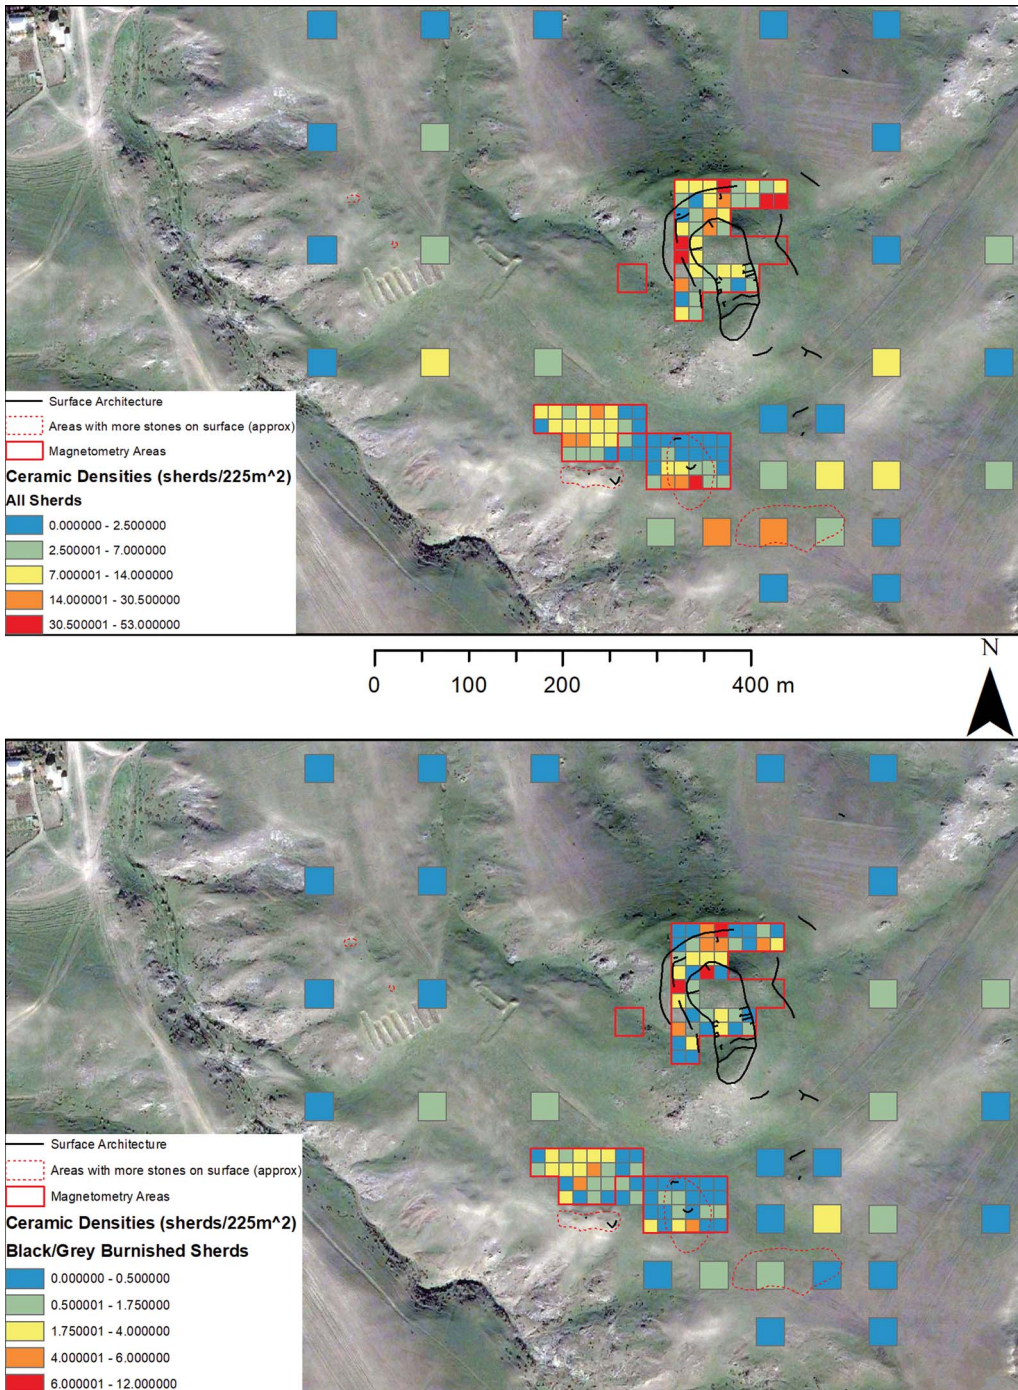 Surface Architecture
Areas with more stones on surface (approx)
Magnetometry Areas
Ceramic Densities (sherds/225m^2)
All Sherds
0.000000 - 2.500000
2.500001 - 7.000000
7.000001 - 14.000000
14.000001 - 30.500000
30.500001 - 53.000000
0 100 200 400 m
N
Surface Architecture
Areas with more stones on surface (approx)
Magnetometry Areas
Ceramic Densities (sherds/225m^2)
Black/Grey Burnished Sherds
0.000000 - 0.500000
0.500001 - 1.750000
1.750001 - 4.000000
4.000001 - 6.000000
6.000001 - 12.000000